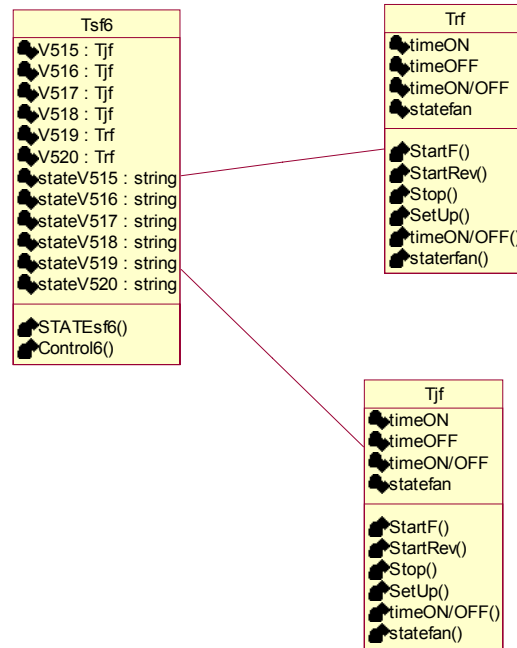 Tsf6
V515 : Tjf
V516 : Tjf
V517 : Tjf
V518 : Tjf
V519 : Trf
V520 : Trf
stateV515 : string
stateV516 : string
stateV517 : string
stateV518 : string
stateV519 : string
stateV520 : string
STATEsf6()
Control6()
Trf
timeON
timeOFF
timeON/OFF
statefan
StartF()
StartRev()
Stop()
SetUp()
timeON/OFF()
staterfan()
Tjf
timeON
timeOFF
timeON/OFF
statefan
StartF()
StartRev()
Stop()
SetUp()
timeON/OFF()
statefan()